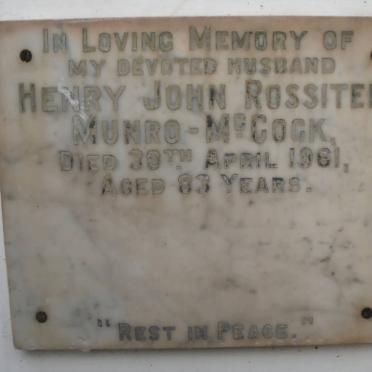 IN LOVING MEMORY OF
MY DEVOTED HUSBAND
HENRY JOHN ROSSITER
MUNRO-McCOCK.
DIED 30TH APRIL 1961,
AGED 83 YEARS.
"REST IN PEACE."